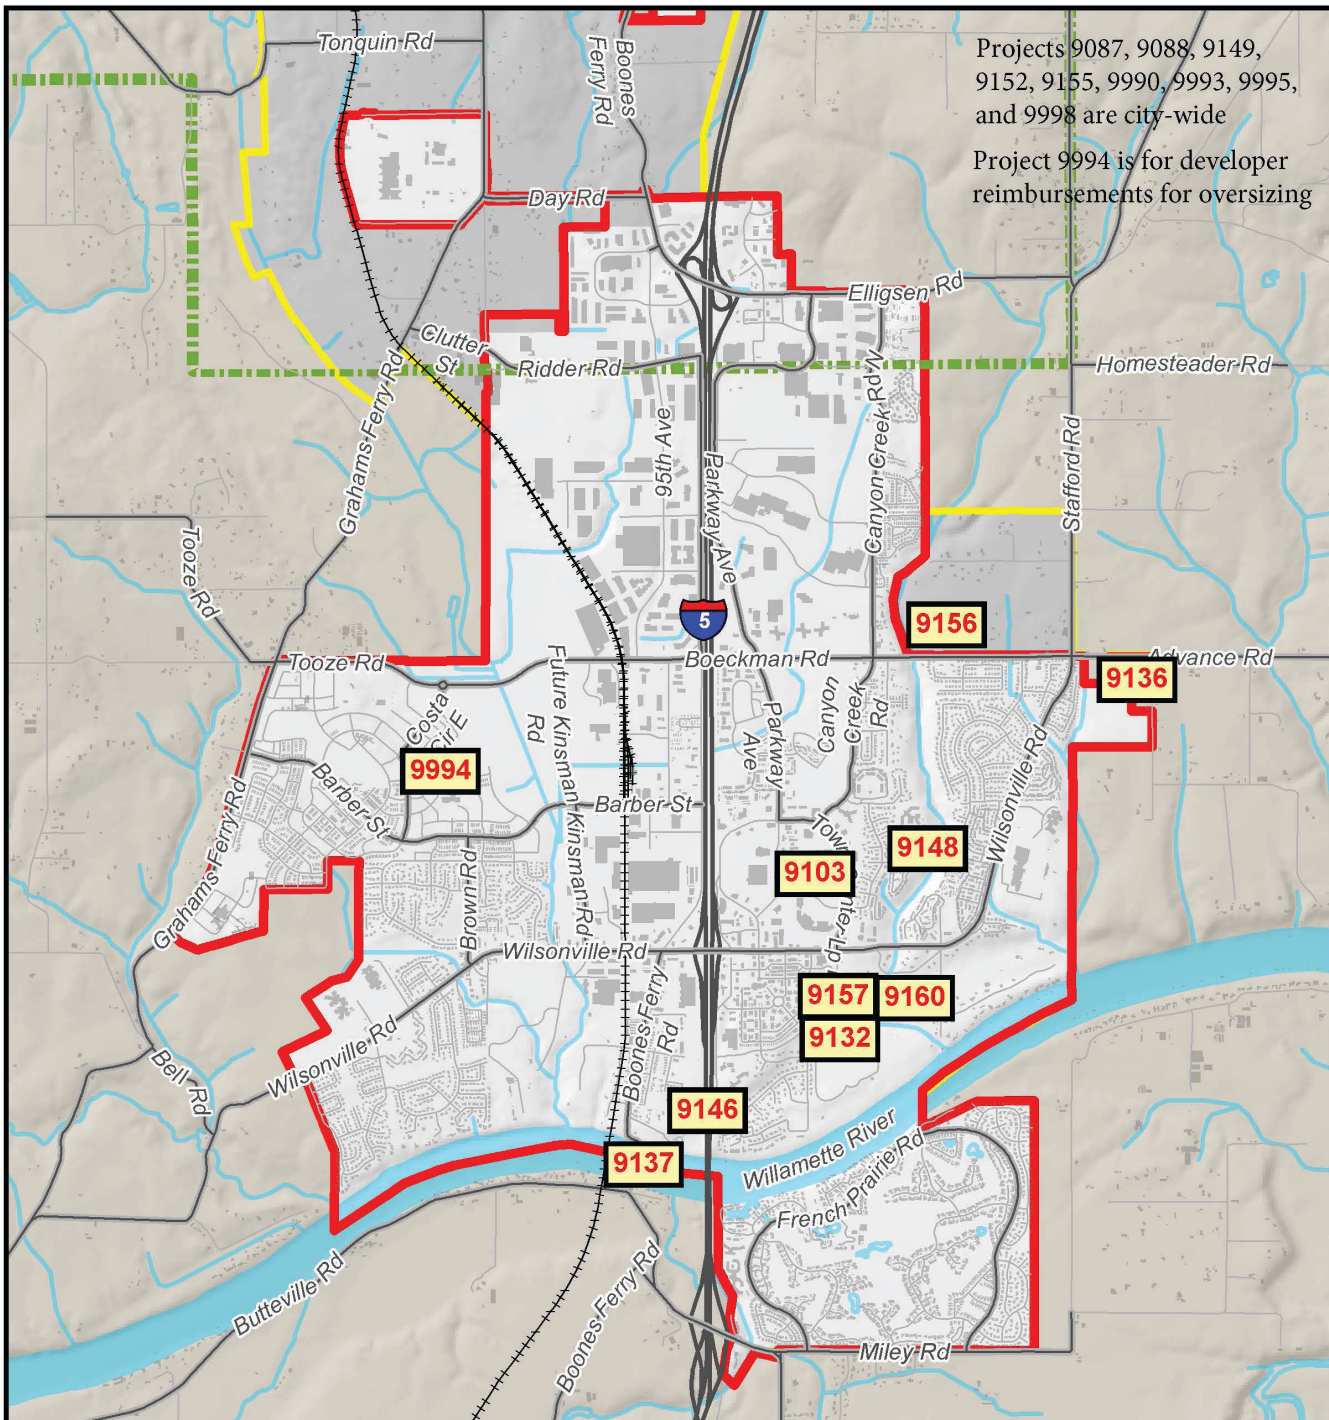 Projects 9087, 9088, 9149,
9152, 9155, 9990, 9993, 9995,
and 9998 are city-wide
Project 9994 is for developer
reimbursements for oversizing
Tonquin Rd
Boones
Ferry Rd
Day Rd
Elligsen Rd
Clutter
St
Ridder Rd
Homesteader Rd
Grahams Ferry Rd
95th Ave
Parkway Ave
Canyon Creek Rd N
Stafford Rd
Tooze Rd
5
9156
Tooze Rd
Boeckman Rd
Advance Rd
9136
Future Kinsman
Rd
Costa
Cir E
Canyon
Creek
Rd
Parkway
Ave
9994
Wilsonville Rd
Barber St
Barber St
Grahams Ferry Rd
Kinsman Rd
Town Center Lp
9148
9103
Brown Rd
Wilsonville Rd
9157
9160
9132
Boones Ferry
Rd
Wilsonville Rd
Bell Rd
9146
9137
Willamette River
French Prairie Rd
Butteville Rd
Boones Ferry Rd
Miley Rd